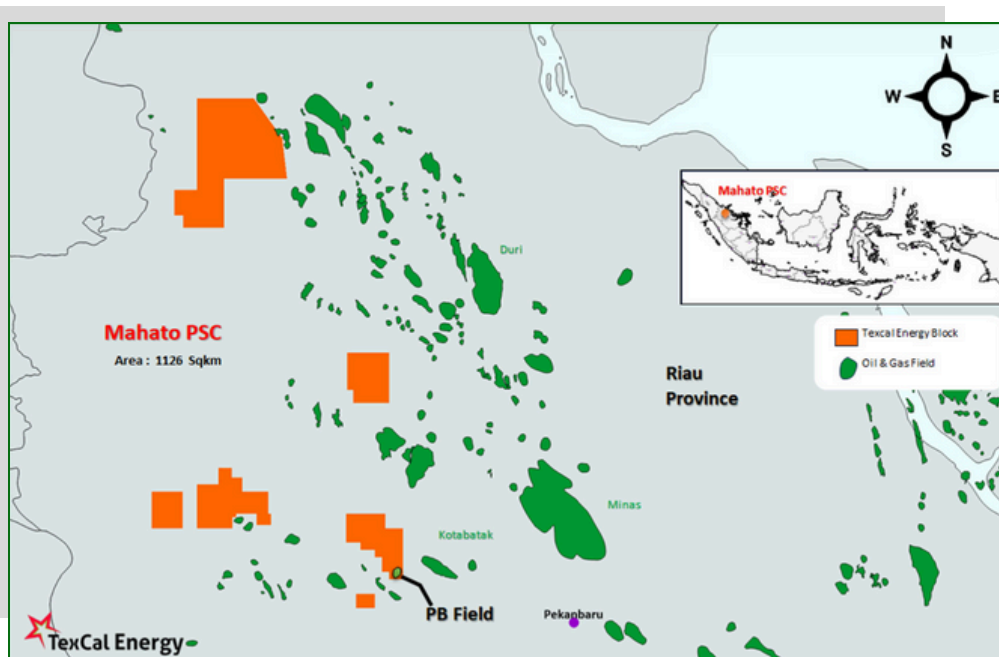 N
W
E
S
Mahato PSC
Duri
Mahato PSC
Area : 1126 Sqkm
Texcal Energy Block
Oil & Gas Field
Riau
Province
Minas
Kotabatak
PB Field
Pekanbaru
TexCal Energy